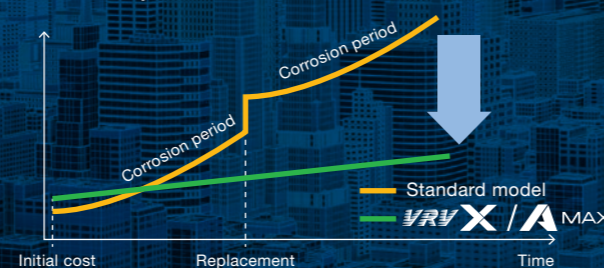 Corrosion period
Corrosion period
Standard model
VRV X / A MAX
Initial cost
Replacement
Time